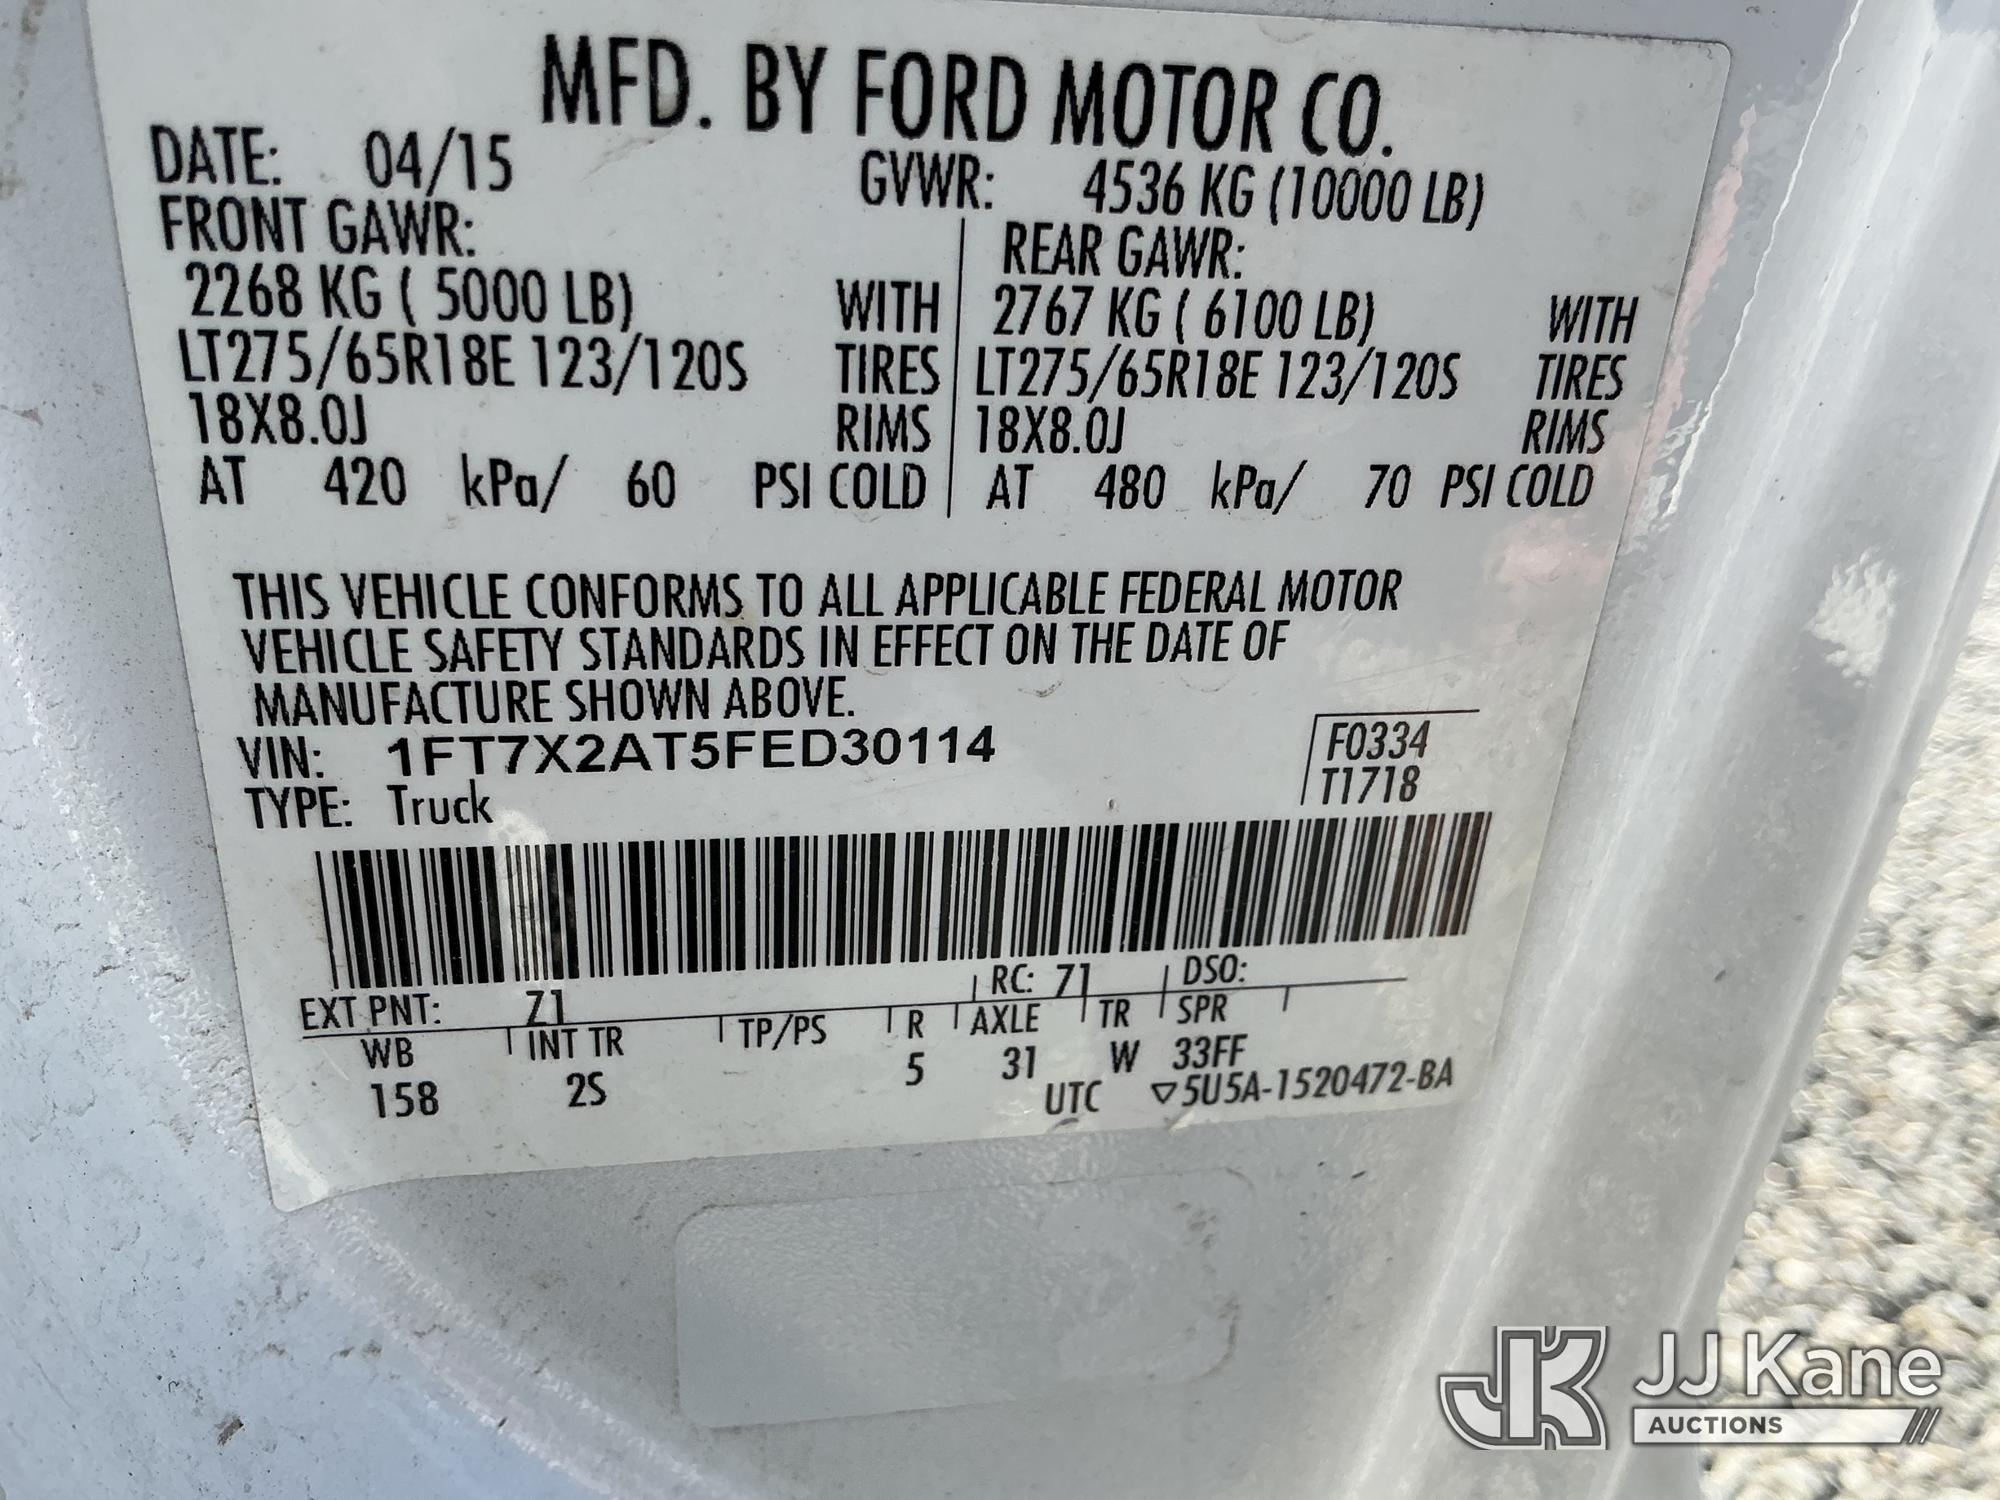 MFD. BY FORD MOTOR CO.
DATE: 04/15 GVWR: 4536 KG (10000 LB)
FRONT GAWR: REAR GAWR:
2268 KG ( 5000 LB) WITH 2767 KG ( 6100 LB) WITH
LT275/65R18E 123/120S TIRES LT275/65R18E 123/120S TIRES
18X8.0J RIMS 18X8.0J RIMS
AT 420 kPa/ 60 PSI COLD AT 480 kPa/ 70 PSI COLD
THIS VEHICLE CONFORMS TO ALL APPLICABLE FEDERAL MOTOR
VEHICLE SAFETY STANDARDS IN EFFECT ON THE DATE OF
MANUFACTURE SHOWN ABOVE.
VIN: 1FT7X2AT5FED30114 F0334
TYPE: Truck T1718
EXT PNT: Z1 RC: 71 DSO:
WB INT TR TP/PS R AXLE TR SPR
158 2S 5 31 W 33FF
UTC ▽5U5A-1520472-BA
JK JJ Kane
AUCTIONS